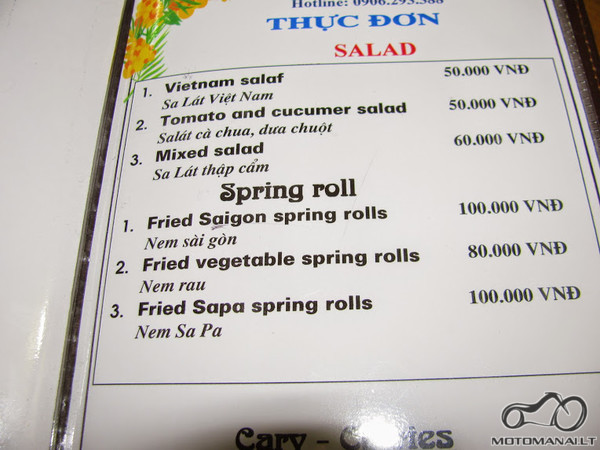 Hotline: 0906.293.388
THỰC ĐƠN
SALAD
1. Vietnam salaf 50.000 VNĐ
Sa Lát Việt Nam
2. Tomato and cucumer salad 50.000 VNĐ
Salát cà chua, dưa chuột
3. Mixed salad 60.000 VNĐ
Sa Lát thập cẩm
Spring roll
1. Fried Saigon spring rolls 100.000 VNĐ
Nem sài gòn
2. Fried vegetable spring rolls 80.000 VNĐ
Nem rau
3. Fried Sapa spring rolls 100.000 VNĐ
Nem Sa Pa
Cary -
MOTOMANAI.LT